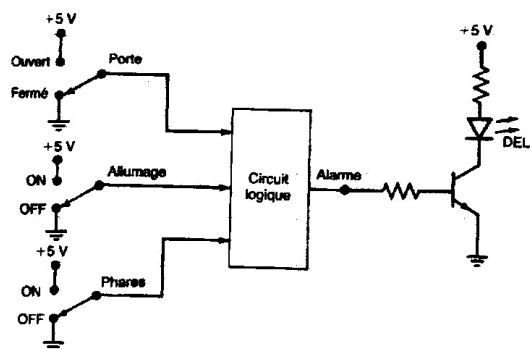 +5 V
Ouvert
Porte
Fermé
+5 V
ON
Allumage
OFF
+5 V
ON
Phares
OFF
Circuit
logique
Alarme
+5 V
DEL